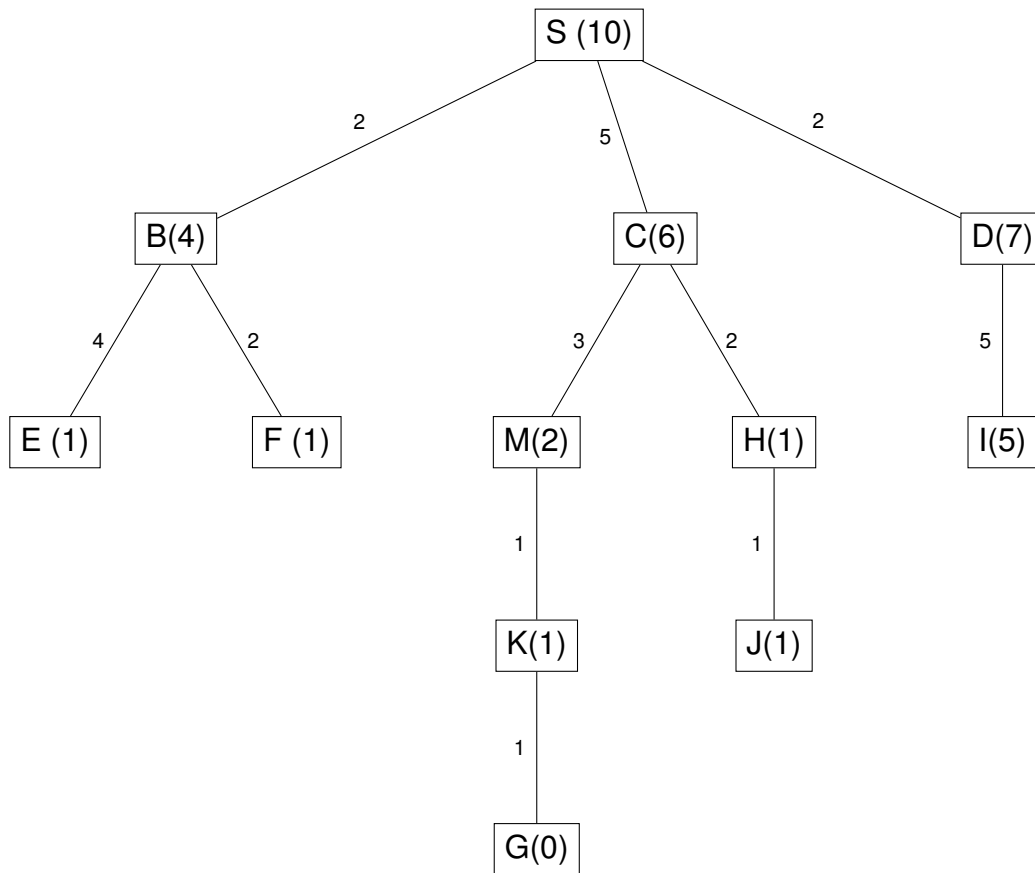 S (10)
2
5
2
B(4)
C(6)
D(7)
4
2
3
2
5
E (1)
F (1)
M(2)
H(1)
I(5)
1
1
K(1)
J(1)
1
G(0)